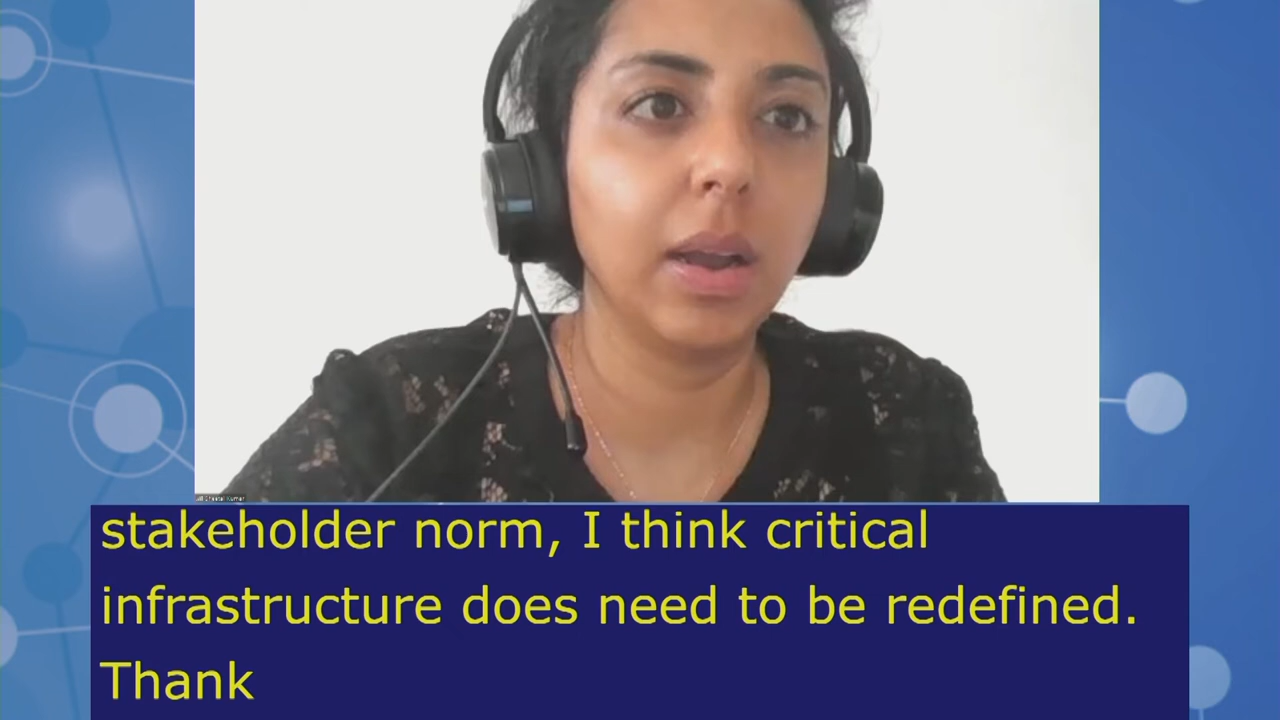 stakeholder norm, I think critical
infrastructure does need to be redefined.
Thank